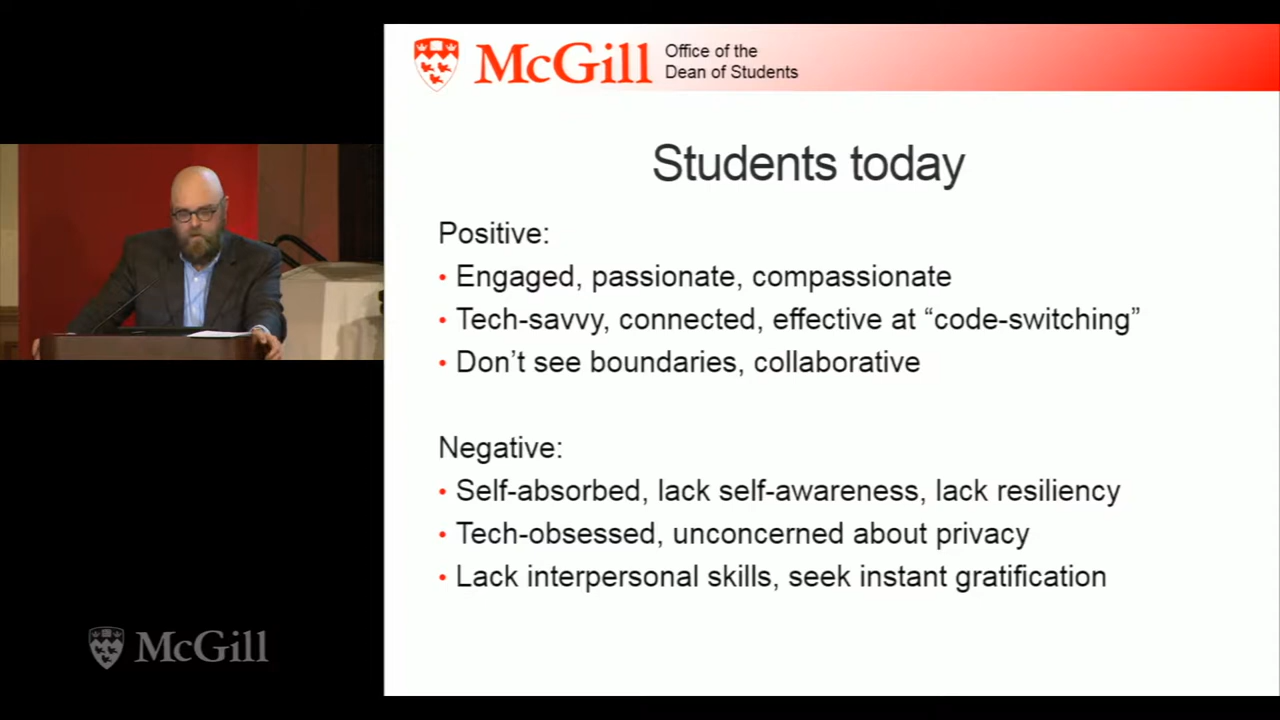 McGill
Office of the
Dean of Students
Students today
Positive:
• Engaged, passionate, compassionate
• Tech-savvy, connected, effective at “code-switching”
• Don’t see boundaries, collaborative
Negative:
• Self-absorbed, lack self-awareness, lack resiliency
• Tech-obsessed, unconcerned about privacy
• Lack interpersonal skills, seek instant gratification
McGill